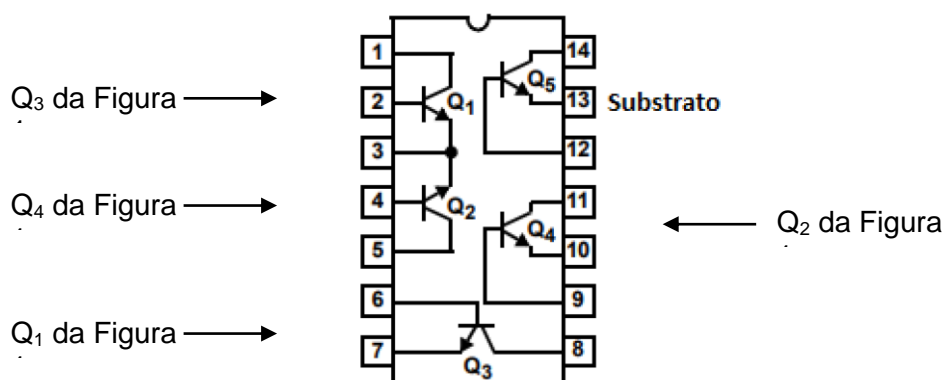 1 14
Q5
Q3 da Figura
2 Q1 13 Substrato
3 12
Q4 da Figura
4 Q2 11
Q4
Q2 da Figura
5 10
6 9
Q1 da Figura
7 Q3 8